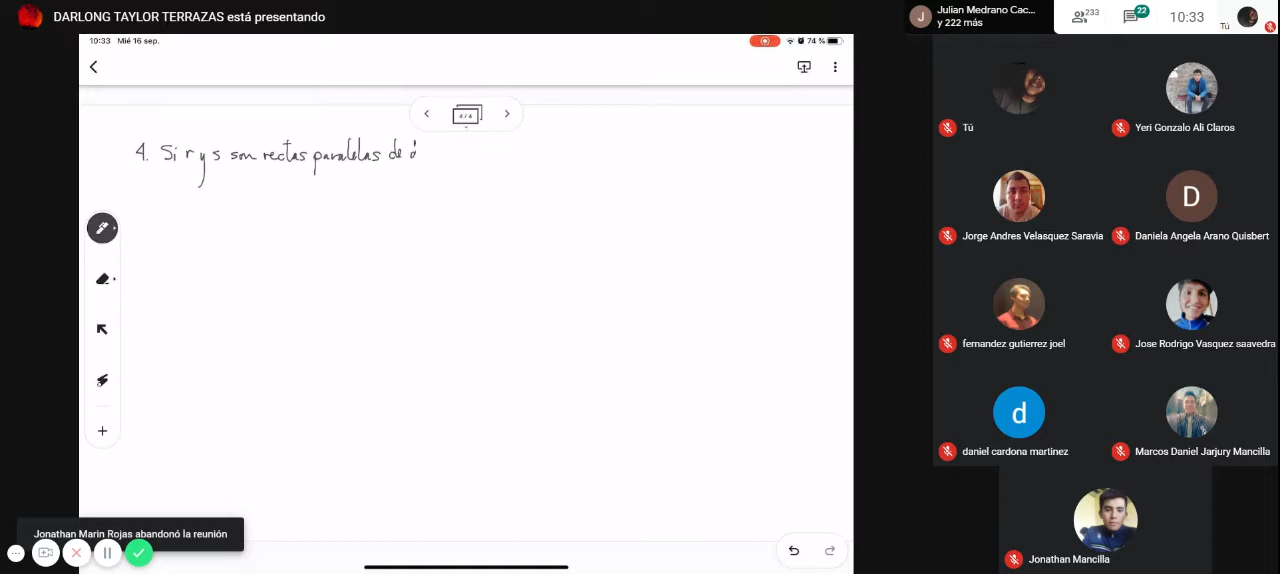 DARLONG TAYLOR TERRAZAS está presentando
J
Julian Medrano Cac...
y 222 más
233
22
10:33
Tú
10:33 Mié 16 sep.
74 %
4 / 4
4. Si r y s son rectas paralelas de d
Tú
Yeri Gonzalo Ali Claros
D
Jorge Andres Velasquez Saravia
Daniela Angela Arano Quisbert
fernandez gutierrez joel
Jose Rodrigo Vasquez saavedra
d
daniel cardona martinez
Marcos Daniel Jarjury Mancilla
Jonathan Mancilla
Jonathan Marin Rojas abandonó la reunión